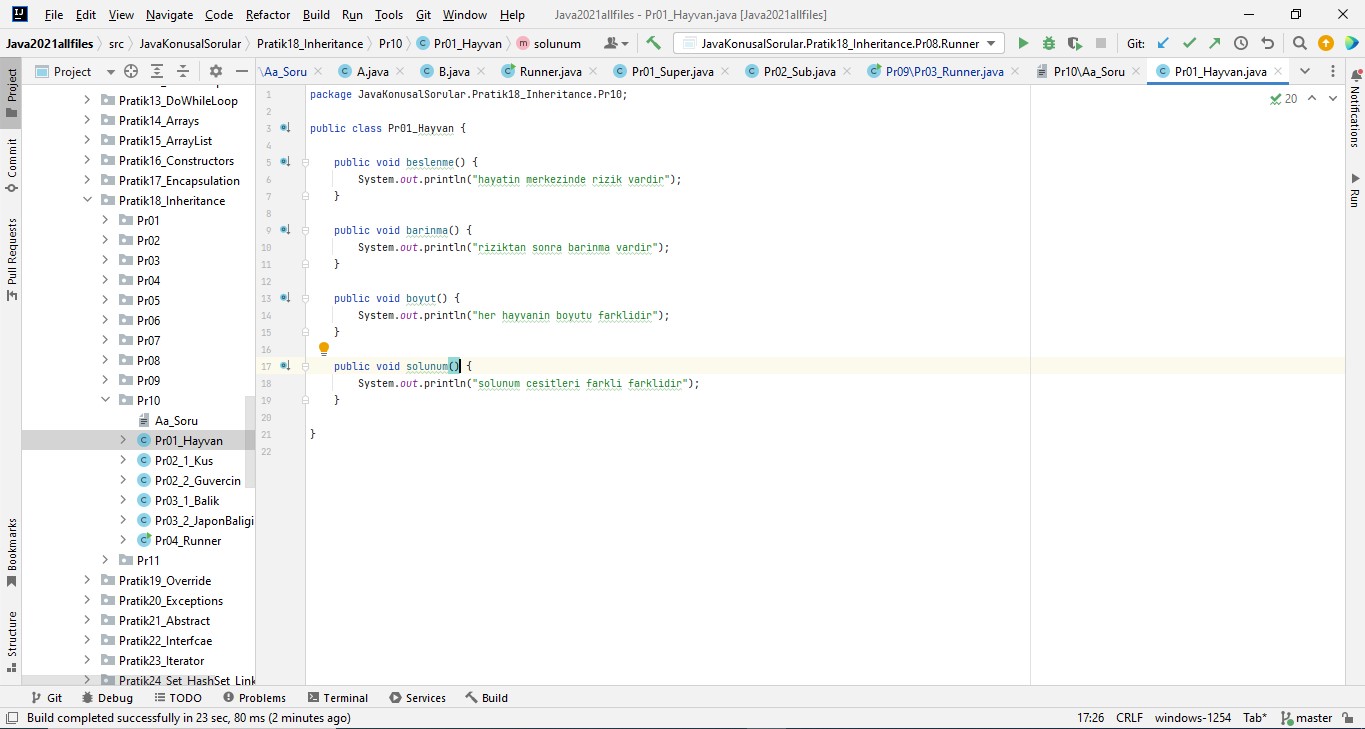 File Edit View Navigate Code Refactor Build Run Tools Git Window Help Java2021allfiles - Pr01_Hayvan.java [Java2021allfiles]
Java2021allfiles src JavaKonusalSorular Pratik18_Inheritance Pr10 Pr01_Hayvan solunum JavaKonusalSorular.Pratik18_Inheritance.Pr08.Runner Git:
Project \Aa_Soru A.java B.java Runner.java Pr01_Super.java Pr02_Sub.java Pr09\Pr03_Runner.java Pr10\Aa_Soru Pr01_Hayvan.java
Project
Commit
Pull Requests
Bookmarks
Structure
Pratik13_DoWhileLoop
Pratik14_Arrays
Pratik15_ArrayList
Pratik16_Constructors
Pratik17_Encapsulation
Pratik18_Inheritance
Pr01
Pr02
Pr03
Pr04
Pr05
Pr06
Pr07
Pr08
Pr09
Pr10
Aa_Soru
Pr01_Hayvan
Pr02_1_Kus
Pr02_2_Guvercin
Pr03_1_Balik
Pr03_2_JaponBaligi
Pr04_Runner
Pr11
Pratik19_Override
Pratik20_Exceptions
Pratik21_Abstract
Pratik22_Interfcae
Pratik23_Iterator
Pratik24_Set_HashSet_Link
1 package JavaKonusalSorular.Pratik18_Inheritance.Pr10;
2
3 public class Pr01_Hayvan {
4
5 public void beslenme() {
6 System.out.println("hayatin merkezinde rizik vardir");
7 }
8
9 public void barinma() {
10 System.out.println("riziktan sonra barinma vardir");
11 }
12
13 public void boyut() {
14 System.out.println("her hayvanin boyutu farklidir");
15 }
16
17 public void solunum() {
18 System.out.println("solunum cesitleri farkli farklidir");
19 }
20
21 }
22
20
Notifications
Run
Git Debug TODO Problems Terminal Services Build
Build completed successfully in 23 sec, 80 ms (2 minutes ago) 17:26 CRLF windows-1254 Tab* master